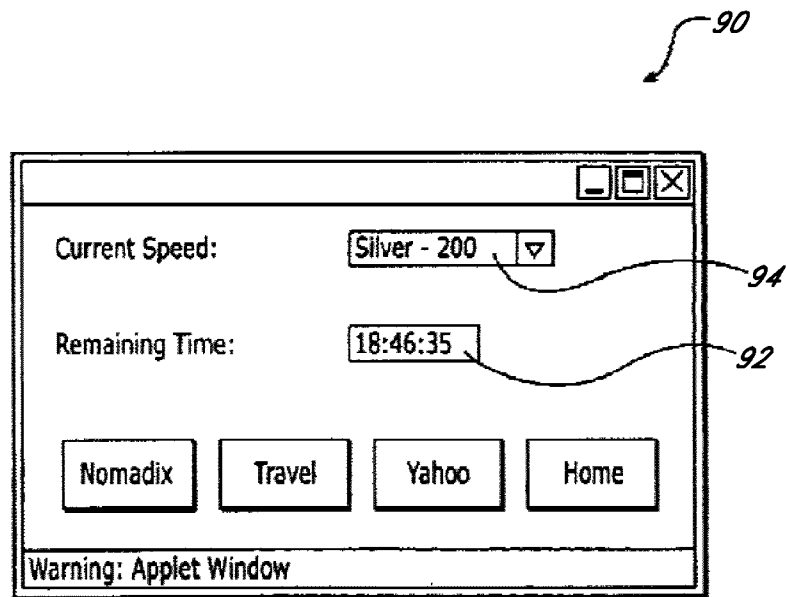 90
Current Speed: Silver - 200
94
Remaining Time: 18:46:35
92
Nomadix Travel Yahoo Home
Warning: Applet Window